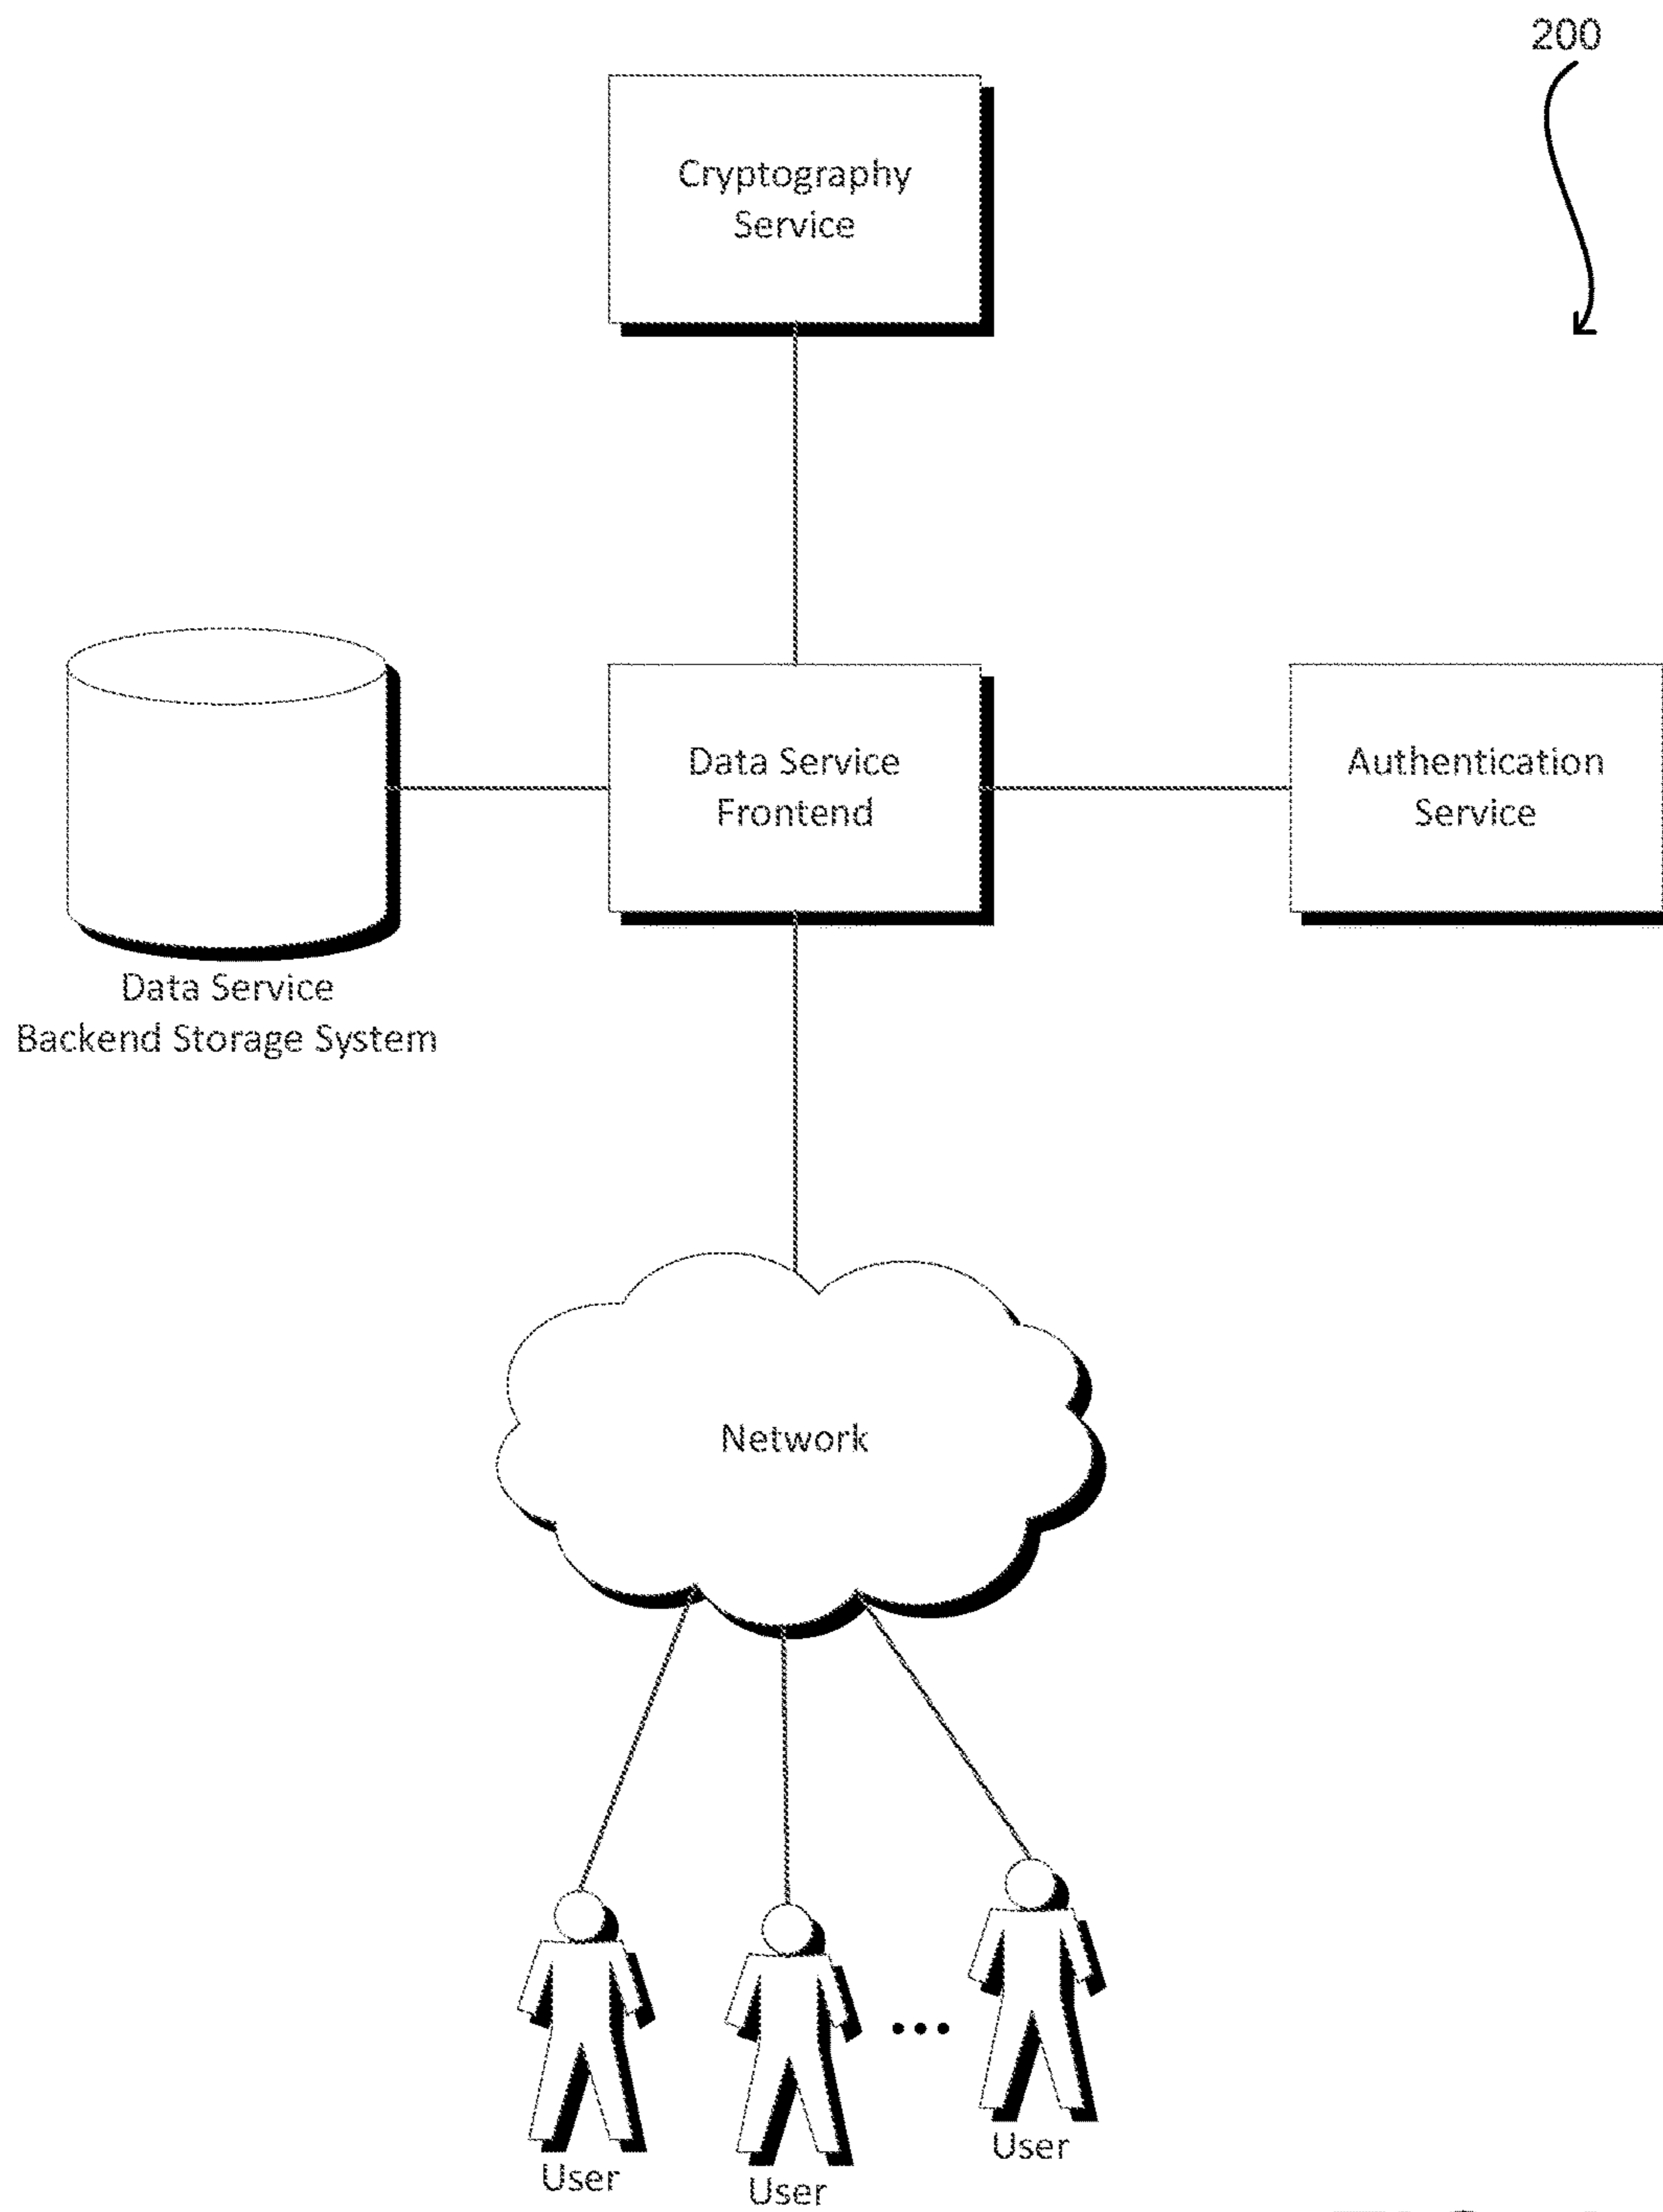 200
Cryptography
Service
Data Service
Frontend
Authentication
Service
Data Service
Backend Storage System
Network
User
User
User